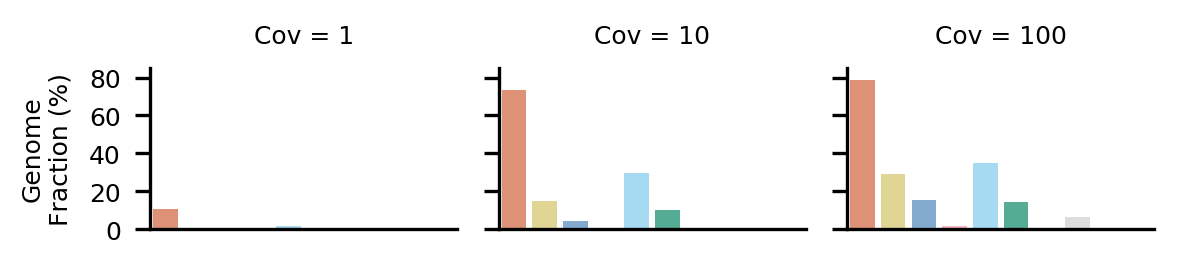 Cov = 1
Cov = 10
Cov = 100
Genome
Fraction (%)
80
60
40
20
0